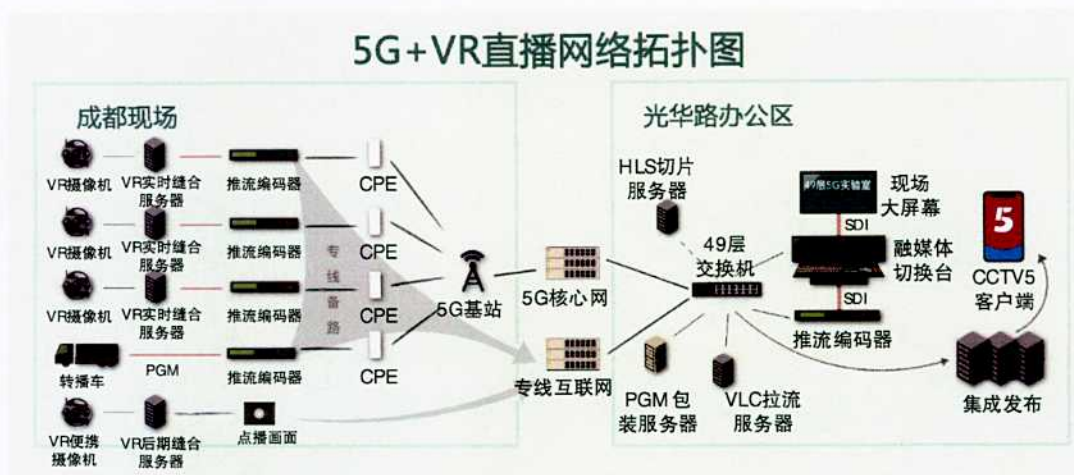 5G+VR直播网络拓扑图
成都现场
VR摄像机
VR实时缝合
服务器
推流编码器
CPE
VR摄像机
VR实时缝合
服务器
推流编码器
CPE
VR摄像机
VR实时缝合
服务器
推流编码器
CPE
转播车
PGM
推流编码器
CPE
VR便携
摄像机
VR后期缝合
服务器
点播画面
专
线
备
路
5G基站
5G核心网
专线互联网
光华路办公区
HLS切片
服务器
49层
交换机
49层5G实验室
现场
大屏幕
SDI
融媒体
切换台
SDI
推流编码器
PGM包
装服务器
VLC拉流
服务器
5
CCTV5
客户端
集成发布